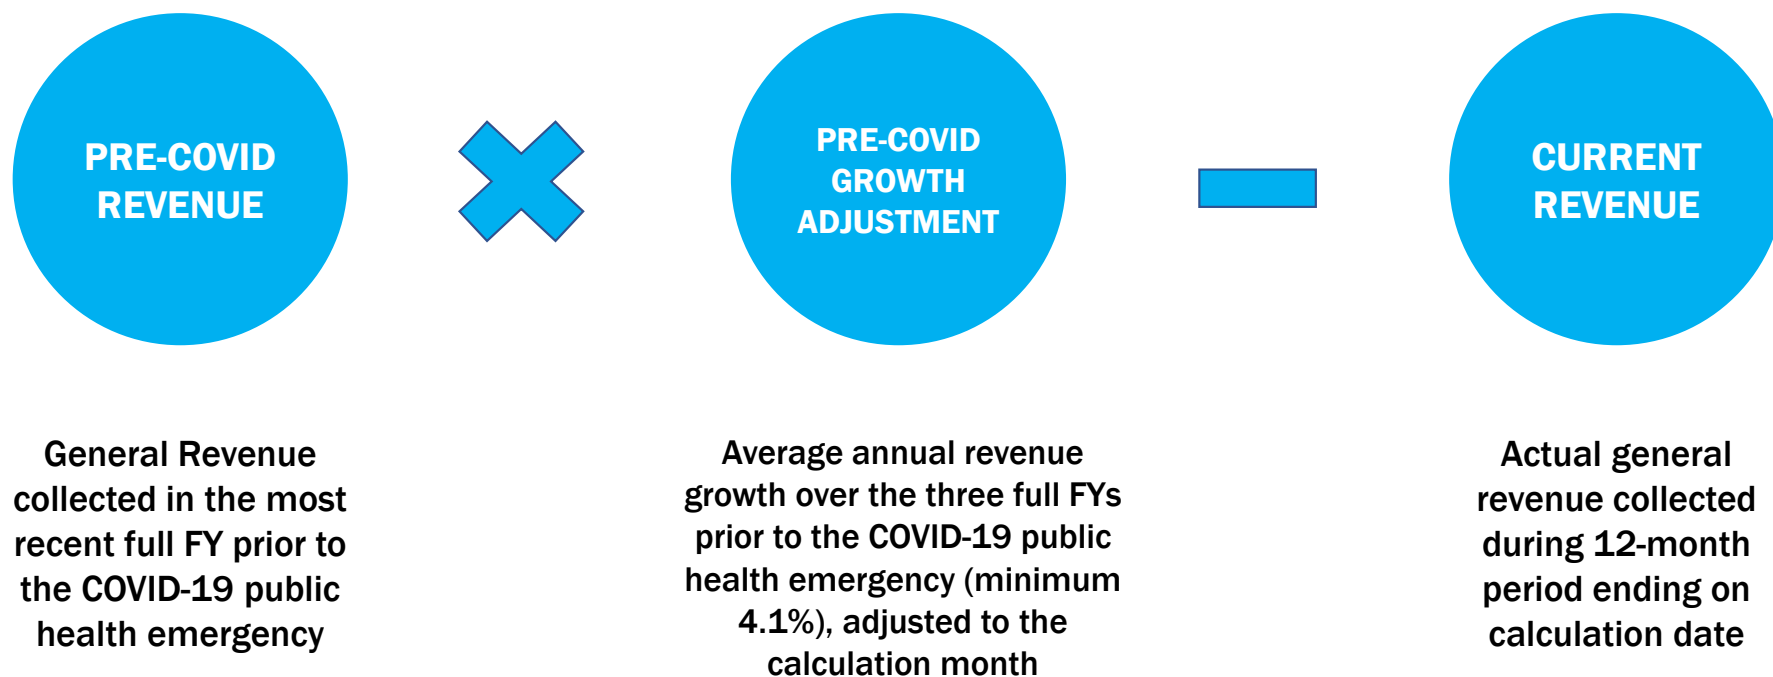 PRE-COVID
REVENUE
PRE-COVID
GROWTH
ADJUSTMENT
CURRENT
REVENUE
General Revenue
collected in the most
recent full FY prior to
the COVID-19 public
health emergency
Average annual revenue
growth over the three full FYs
prior to the COVID-19 public
health emergency (minimum
4.1%), adjusted to the
calculation month
Actual general
revenue collected
during 12-month
period ending on
calculation date